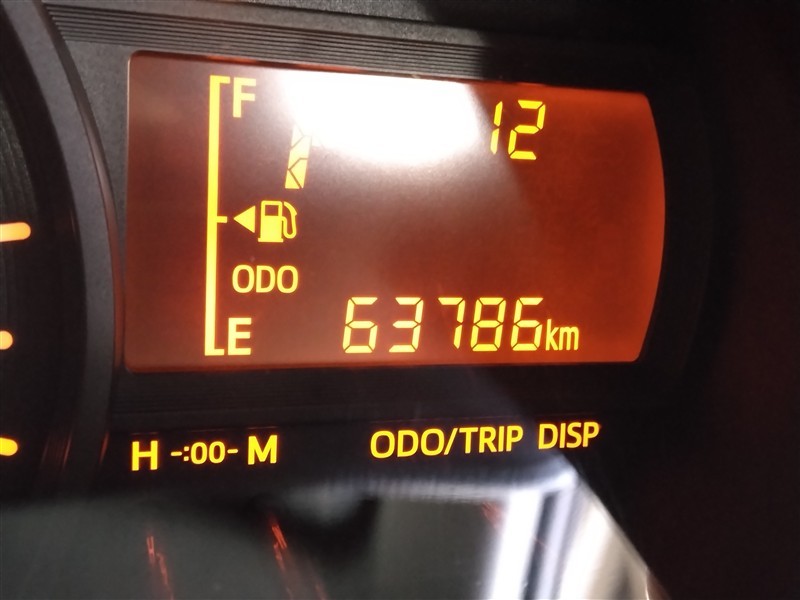 F
12
ODO
E
63786km
H -:00- M
ODO/TRIP DISP